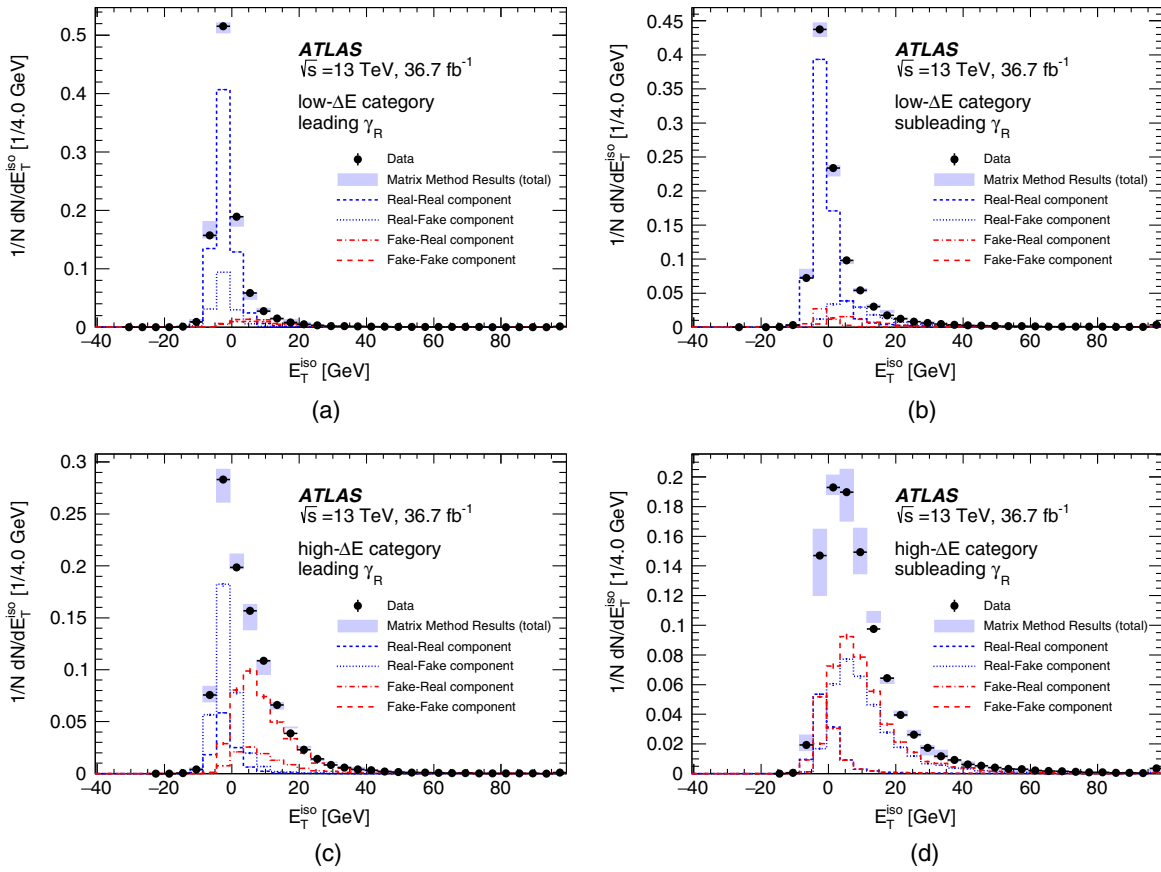 1/N dN/dE_T^iso [1/4.0 GeV]
0.5
0.4
0.3
0.2
0.1
0
ATLAS
√s =13 TeV, 36.7 fb⁻¹
low-ΔE category
leading γ_R
Data
Matrix Method Results (total)
Real-Real component
Real-Fake component
Fake-Real component
Fake-Fake component
−40 −20 0 20 40 60 80
E_T^iso [GeV]
(a)
1/N dN/dE_T^iso [1/4.0 GeV]
0.45
0.4
0.35
0.3
0.25
0.2
0.15
0.1
0.05
0
ATLAS
√s =13 TeV, 36.7 fb⁻¹
low-ΔE category
subleading γ_R
Data
Matrix Method Results (total)
Real-Real component
Real-Fake component
Fake-Real component
Fake-Fake component
−40 −20 0 20 40 60 80
E_T^iso [GeV]
(b)
1/N dN/dE_T^iso [1/4.0 GeV]
0.3
0.25
0.2
0.15
0.1
0.05
0
ATLAS
√s =13 TeV, 36.7 fb⁻¹
high-ΔE category
leading γ_R
Data
Matrix Method Results (total)
Real-Real component
Real-Fake component
Fake-Real component
Fake-Fake component
−40 −20 0 20 40 60 80
E_T^iso [GeV]
(c)
1/N dN/dE_T^iso [1/4.0 GeV]
0.2
0.18
0.16
0.14
0.12
0.1
0.08
0.06
0.04
0.02
0
ATLAS
√s =13 TeV, 36.7 fb⁻¹
high-ΔE category
subleading γ_R
Data
Matrix Method Results (total)
Real-Real component
Real-Fake component
Fake-Real component
Fake-Fake component
−40 −20 0 20 40 60 80
E_T^iso [GeV]
(d)